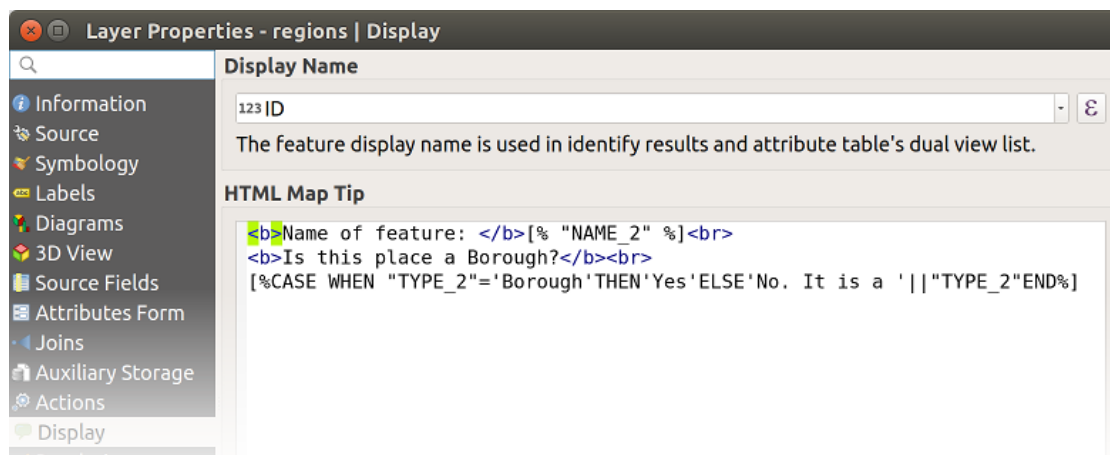 Layer Properties - regions | Display
Information
Source
Symbology
Labels
Diagrams
3D View
Source Fields
Attributes Form
Joins
Auxiliary Storage
Actions
Display
Display Name
123 ID
ε
The feature display name is used in identify results and attribute table's dual view list.
HTML Map Tip
<b>Name of feature: </b>[% "NAME_2" %]<br>
<b>Is this place a Borough?</b><br>
[%CASE WHEN "TYPE_2"='Borough'THEN'Yes'ELSE'No. It is a '||"TYPE_2"END%]